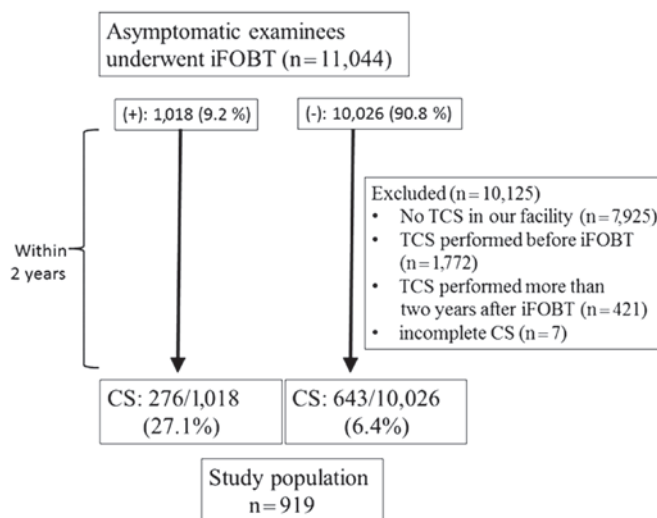 Asymptomatic examinees
underwent iFOBT (n=11,044)
(+): 1,018 (9.2 %)
(-): 10,026 (90.8 %)
Within
2 years
Excluded (n=10,125)
• No TCS in our facility (n=7,925)
• TCS performed before iFOBT
(n=1,772)
• TCS performed more than
two years after iFOBT (n=421)
• incomplete CS (n=7)
CS: 276/1,018
(27.1%)
CS: 643/10,026
(6.4%)
Study population
n=919